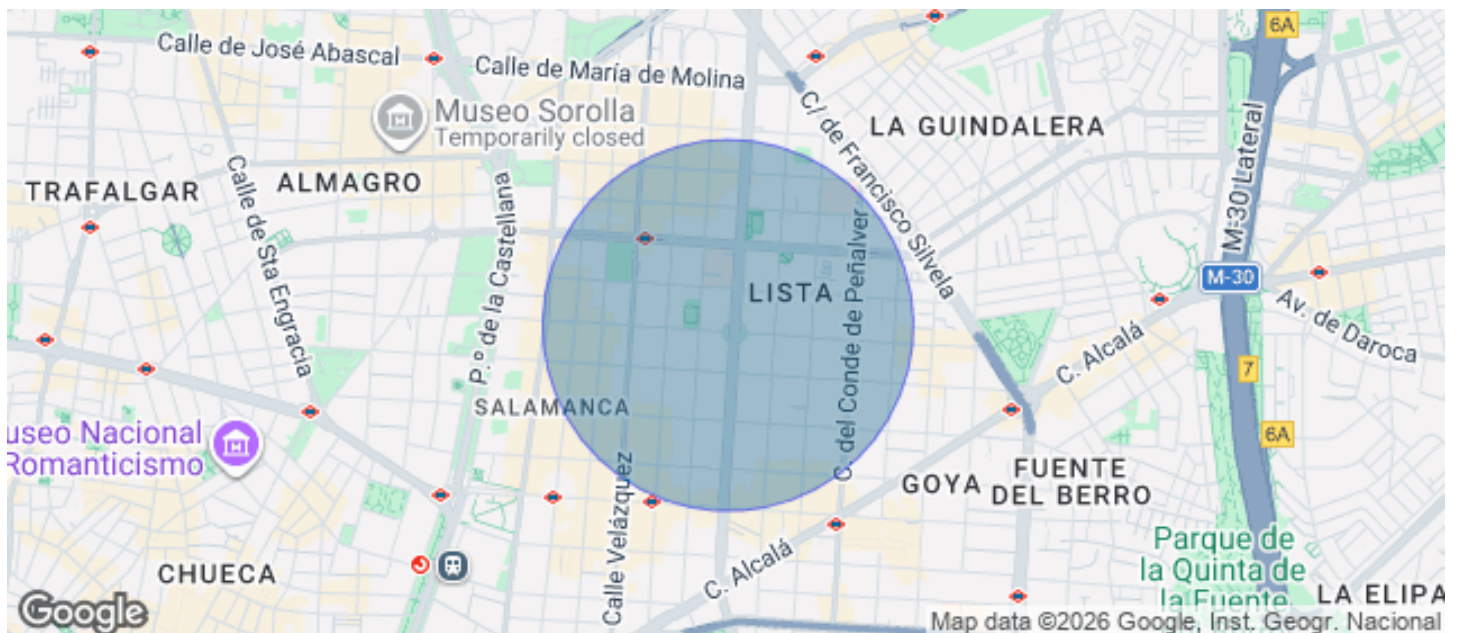 Calle de José Abascal
Calle de María de Molina
6A
Museo Sorolla
Temporarily closed
C/ de Francisco Silvela
LA GUINDALERA
M-30 Lateral
TRAFALGAR
ALMAGRO
Calle de Sta Engracia
P.º de la Castellana
LISTA
C. del Conde de Peñalver
M-30
Av. de Daroca
C. Alcalá
7
SALAMANCA
useo Nacional
Romanticismo
6A
Calle Velázquez
GOYA
FUENTE
DEL BERRO
CHUECA
C. Alcalá
Parque de
la Quinta de
la Fuente
LA ELIPA
Google
Map data ©2026 Google, Inst. Geogr. Nacional